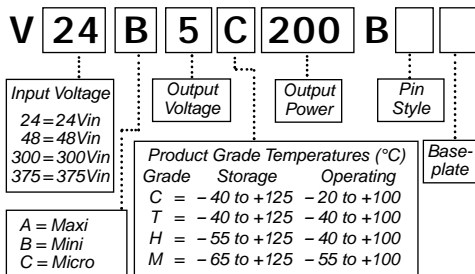 V 24 B 5 C 200 B
Input Voltage
24 = 24Vin
48 = 48Vin
300 = 300Vin
375 = 375Vin
Output
Voltage
Output
Power
Pin
Style
Base-
plate
Product Grade Temperatures (°C)
Grade Storage Operating
C = – 40 to +125 – 20 to +100
T = – 40 to +125 – 40 to +100
H = – 55 to +125 – 40 to +100
M = – 65 to +125 – 55 to +100
A = Maxi
B = Mini
C = Micro